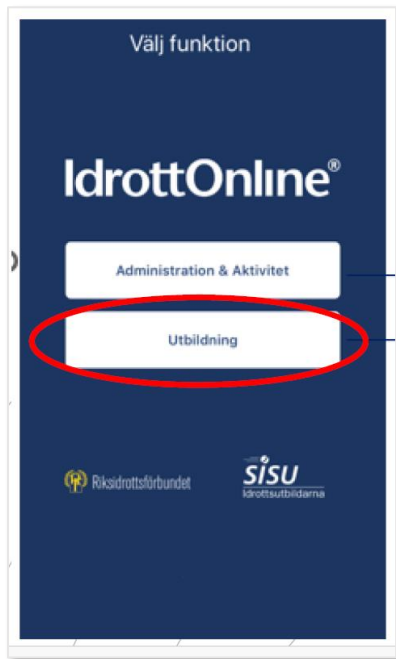 Välj funktion
IdrottOnline®
Administration & Aktivitet
Utbildning
Riksidrottsförbundet
SISU
Idrottsutbildarna